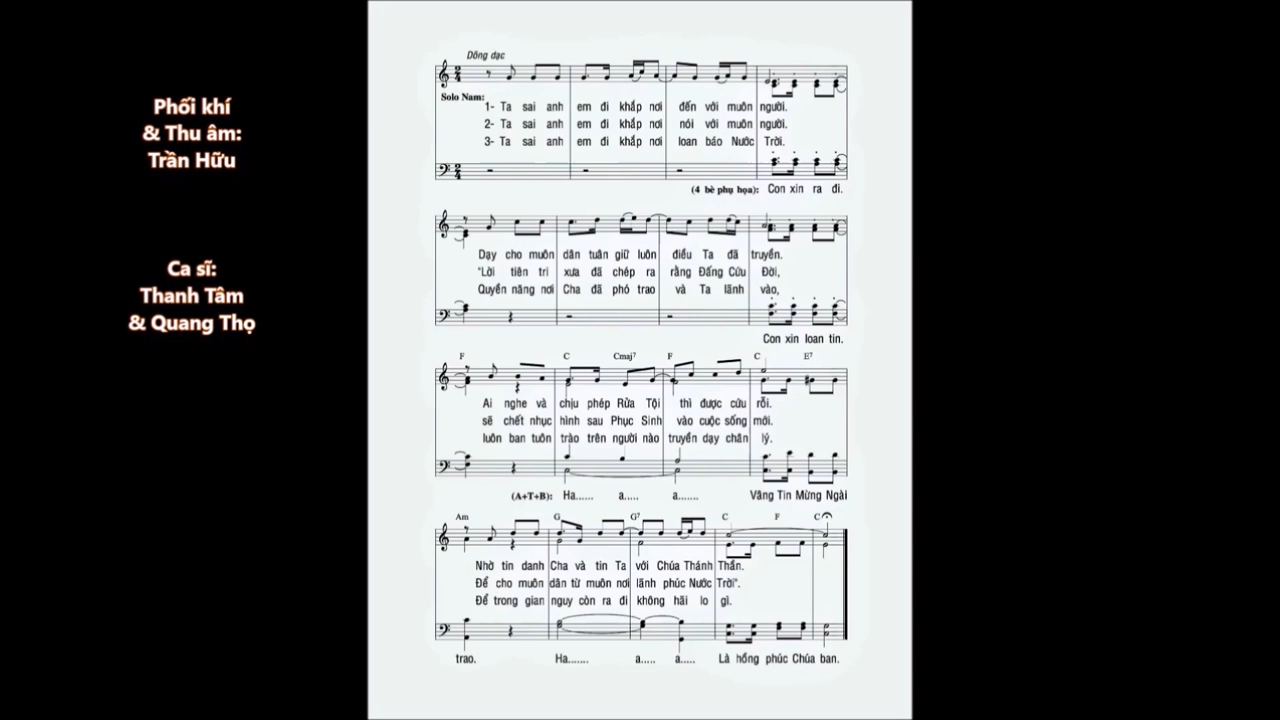 Phối khí
& Thu âm:
Trần Hữu
Ca sĩ:
Thanh Tâm
& Quang Thọ
Dõng dạc
Solo Nam:
1- Ta sai anh em đi khắp nơi đến với muôn người.
2- Ta sai anh em đi khắp nơi nói với muôn người.
3- Ta sai anh em đi khắp nơi loan báo Nước Trời.
(4 bè phụ họa): Con xin ra đi.
Dạy cho muôn dân tuân giữ luôn điều Ta đã truyền.
"Lời tiên tri xưa đã chép ra rằng Đấng Cứu Đời,
Quyền năng nơi Cha đã phó trao và Ta lãnh vào,
Con xin loan tin.
F C Cmaj7 F C E7
Ai nghe và chịu phép Rửa Tội thì được cứu rỗi.
sẽ chết nhục hình sau Phục Sinh vào cuộc sống mới.
luôn ban tuôn trào trên người nào truyền dạy chân lý.
(A+T+B): Ha...... a..... a....... Vâng Tin Mừng Ngài
Am G G7 C F C
Nhờ tin danh Cha và tin Ta với Chúa Thánh Thần.
Để cho muôn dân từ muôn nơi lãnh phúc Nước Trời".
Để trong gian nguy còn ra đi không hãi lo gì.
trao. Ha....... a..... a..... Là hồng phúc Chúa ban.